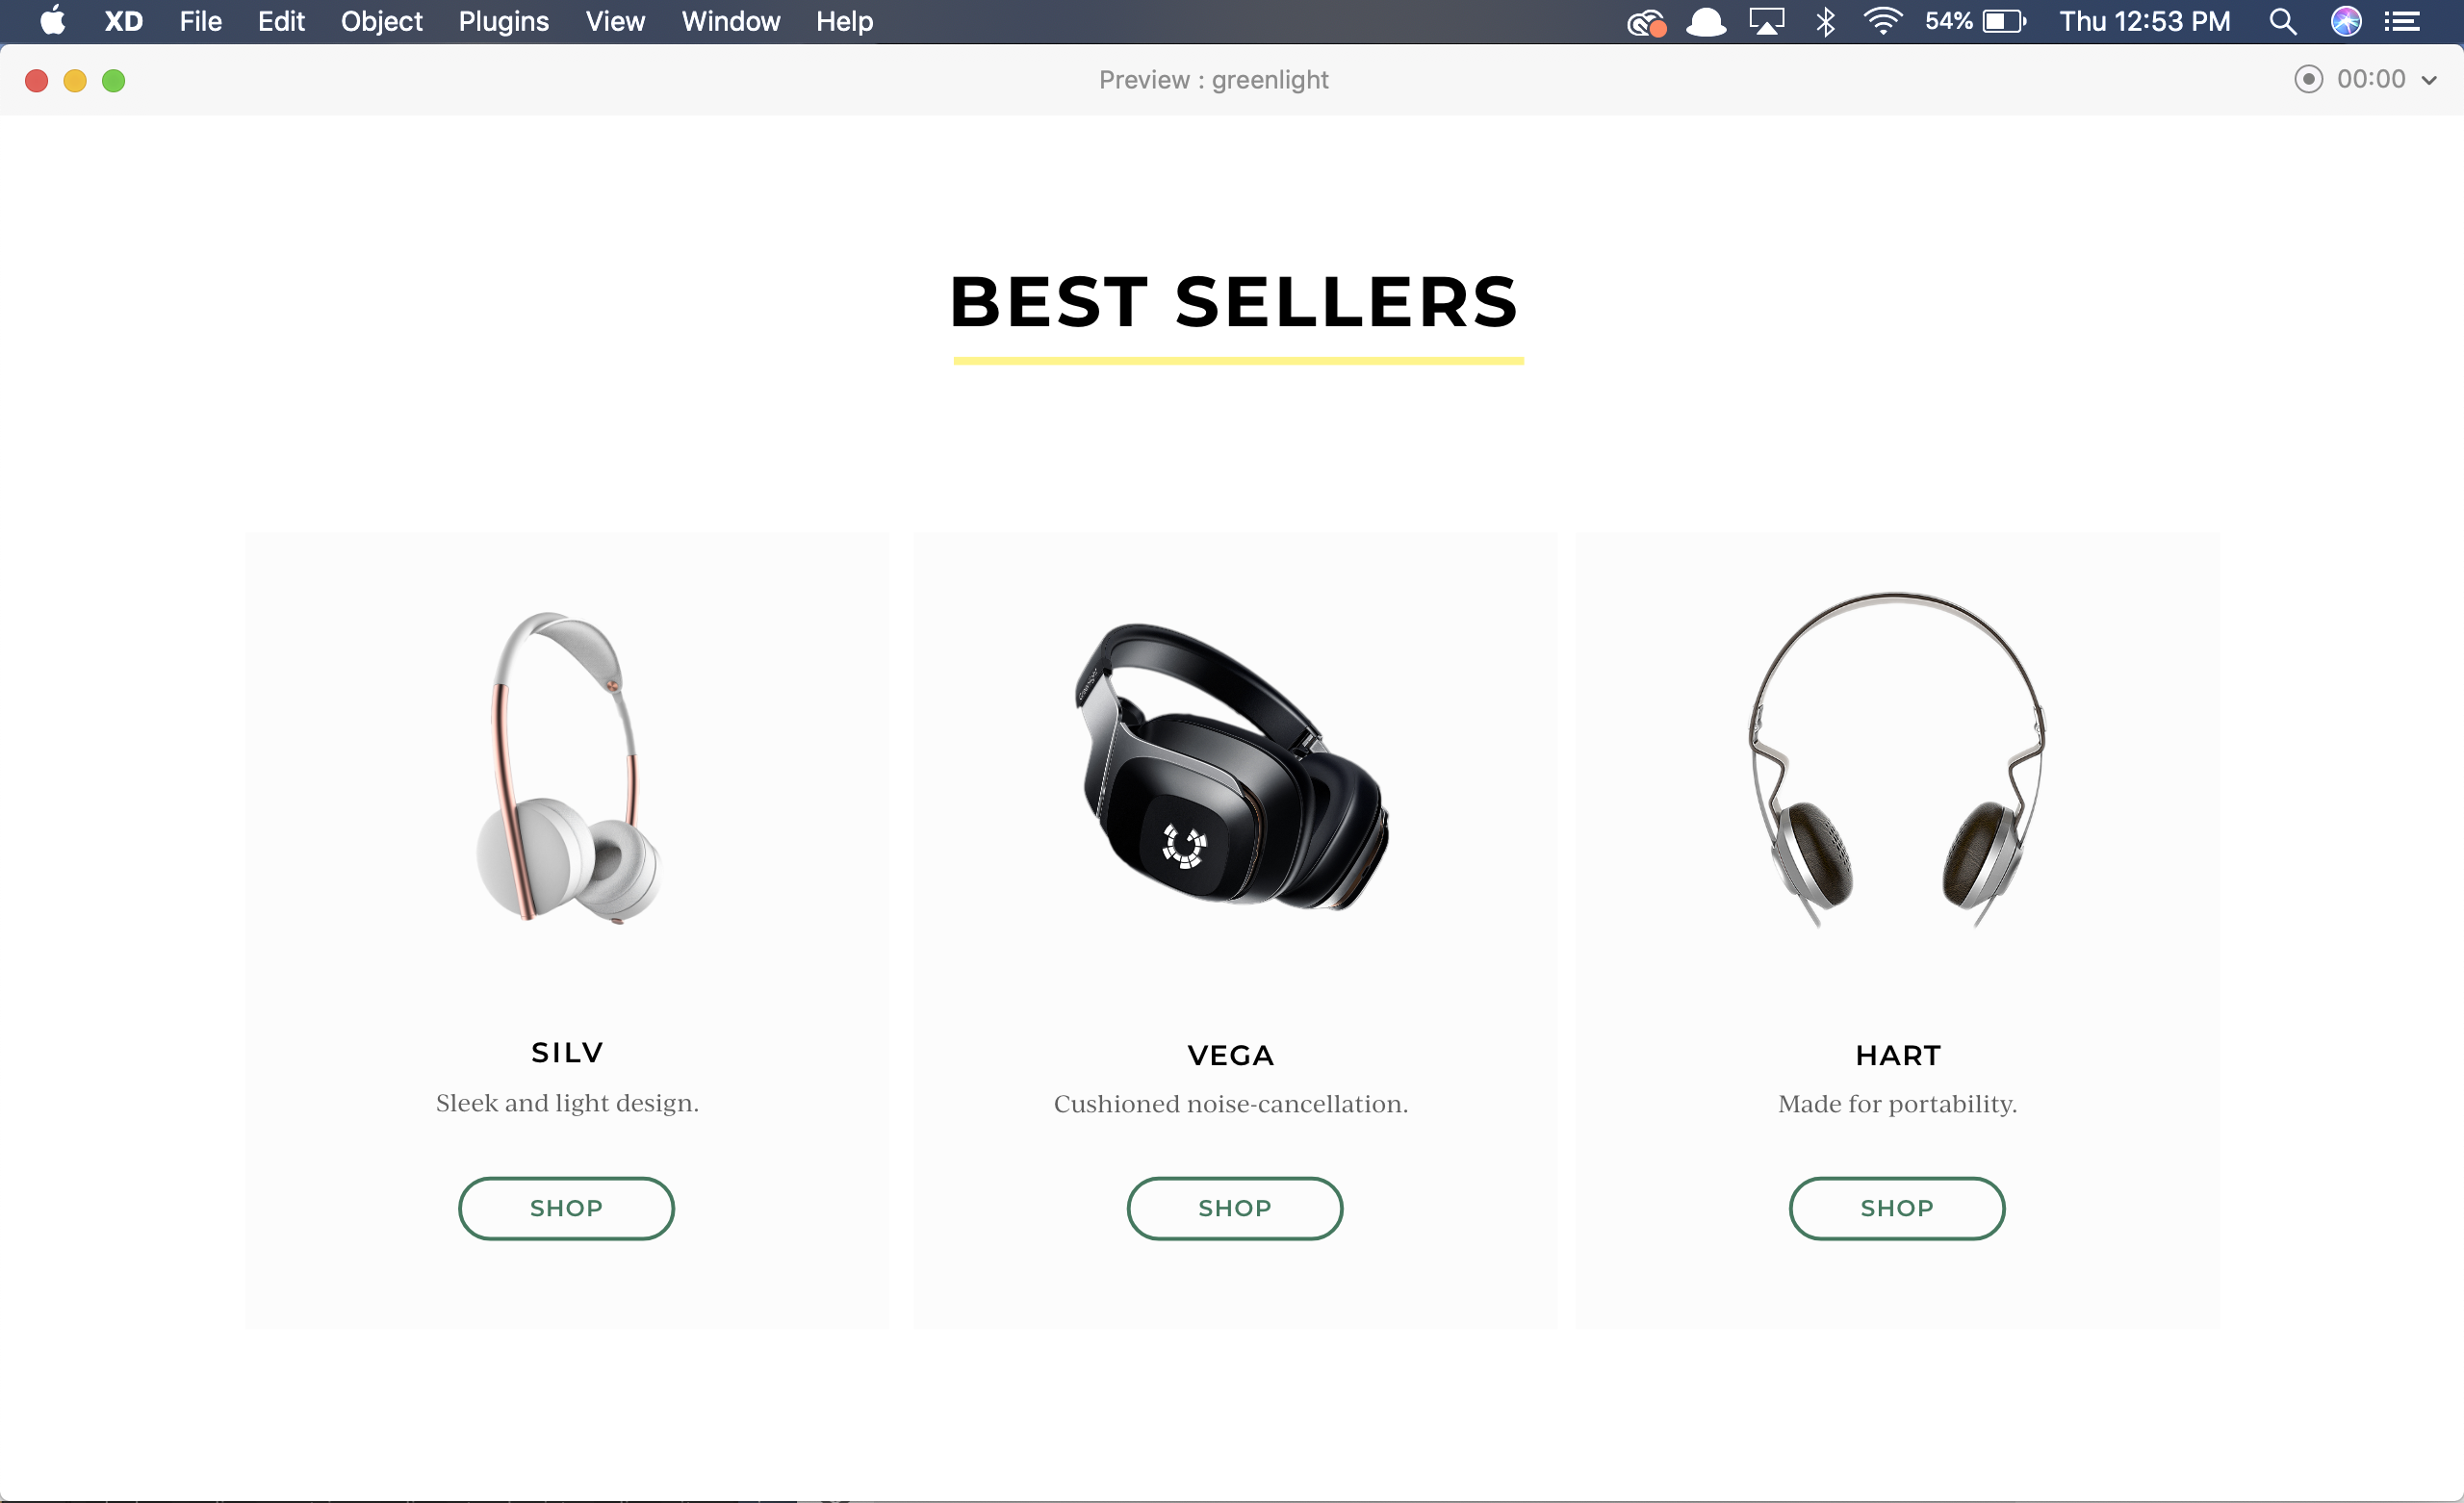 XD File Edit Object Plugins View Window Help 54% Thu 12:53 PM
Preview : greenlight 00:00
BEST SELLERS
SILV
Sleek and light design.
SHOP
VEGA
Cushioned noise-cancellation.
SHOP
HART
Made for portability.
SHOP